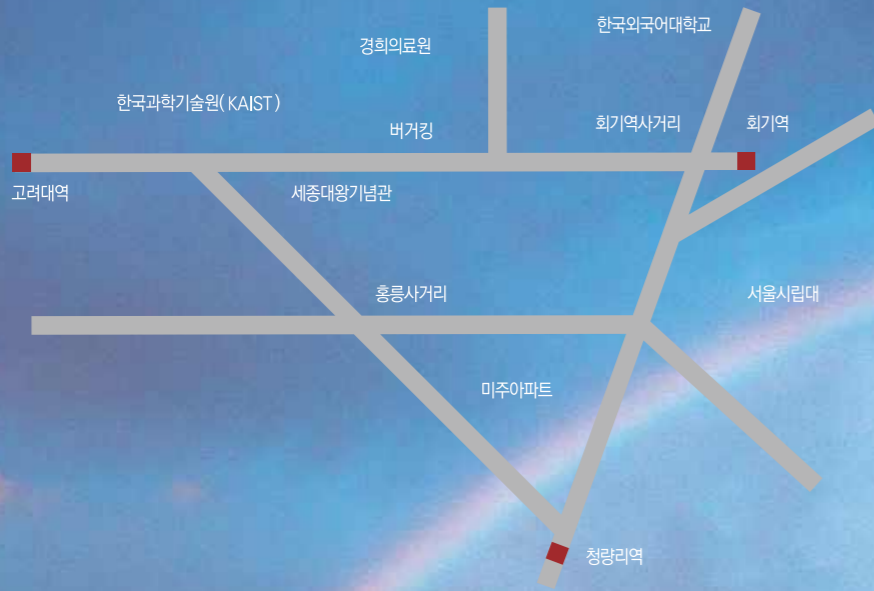 한국외국어대학교
경희의료원
한국과학기술원( KAIST )
버거킹
회기역사거리
회기역
고려대역
세종대왕기념관
홍릉사거리
서울시립대
미주아파트
청량리역